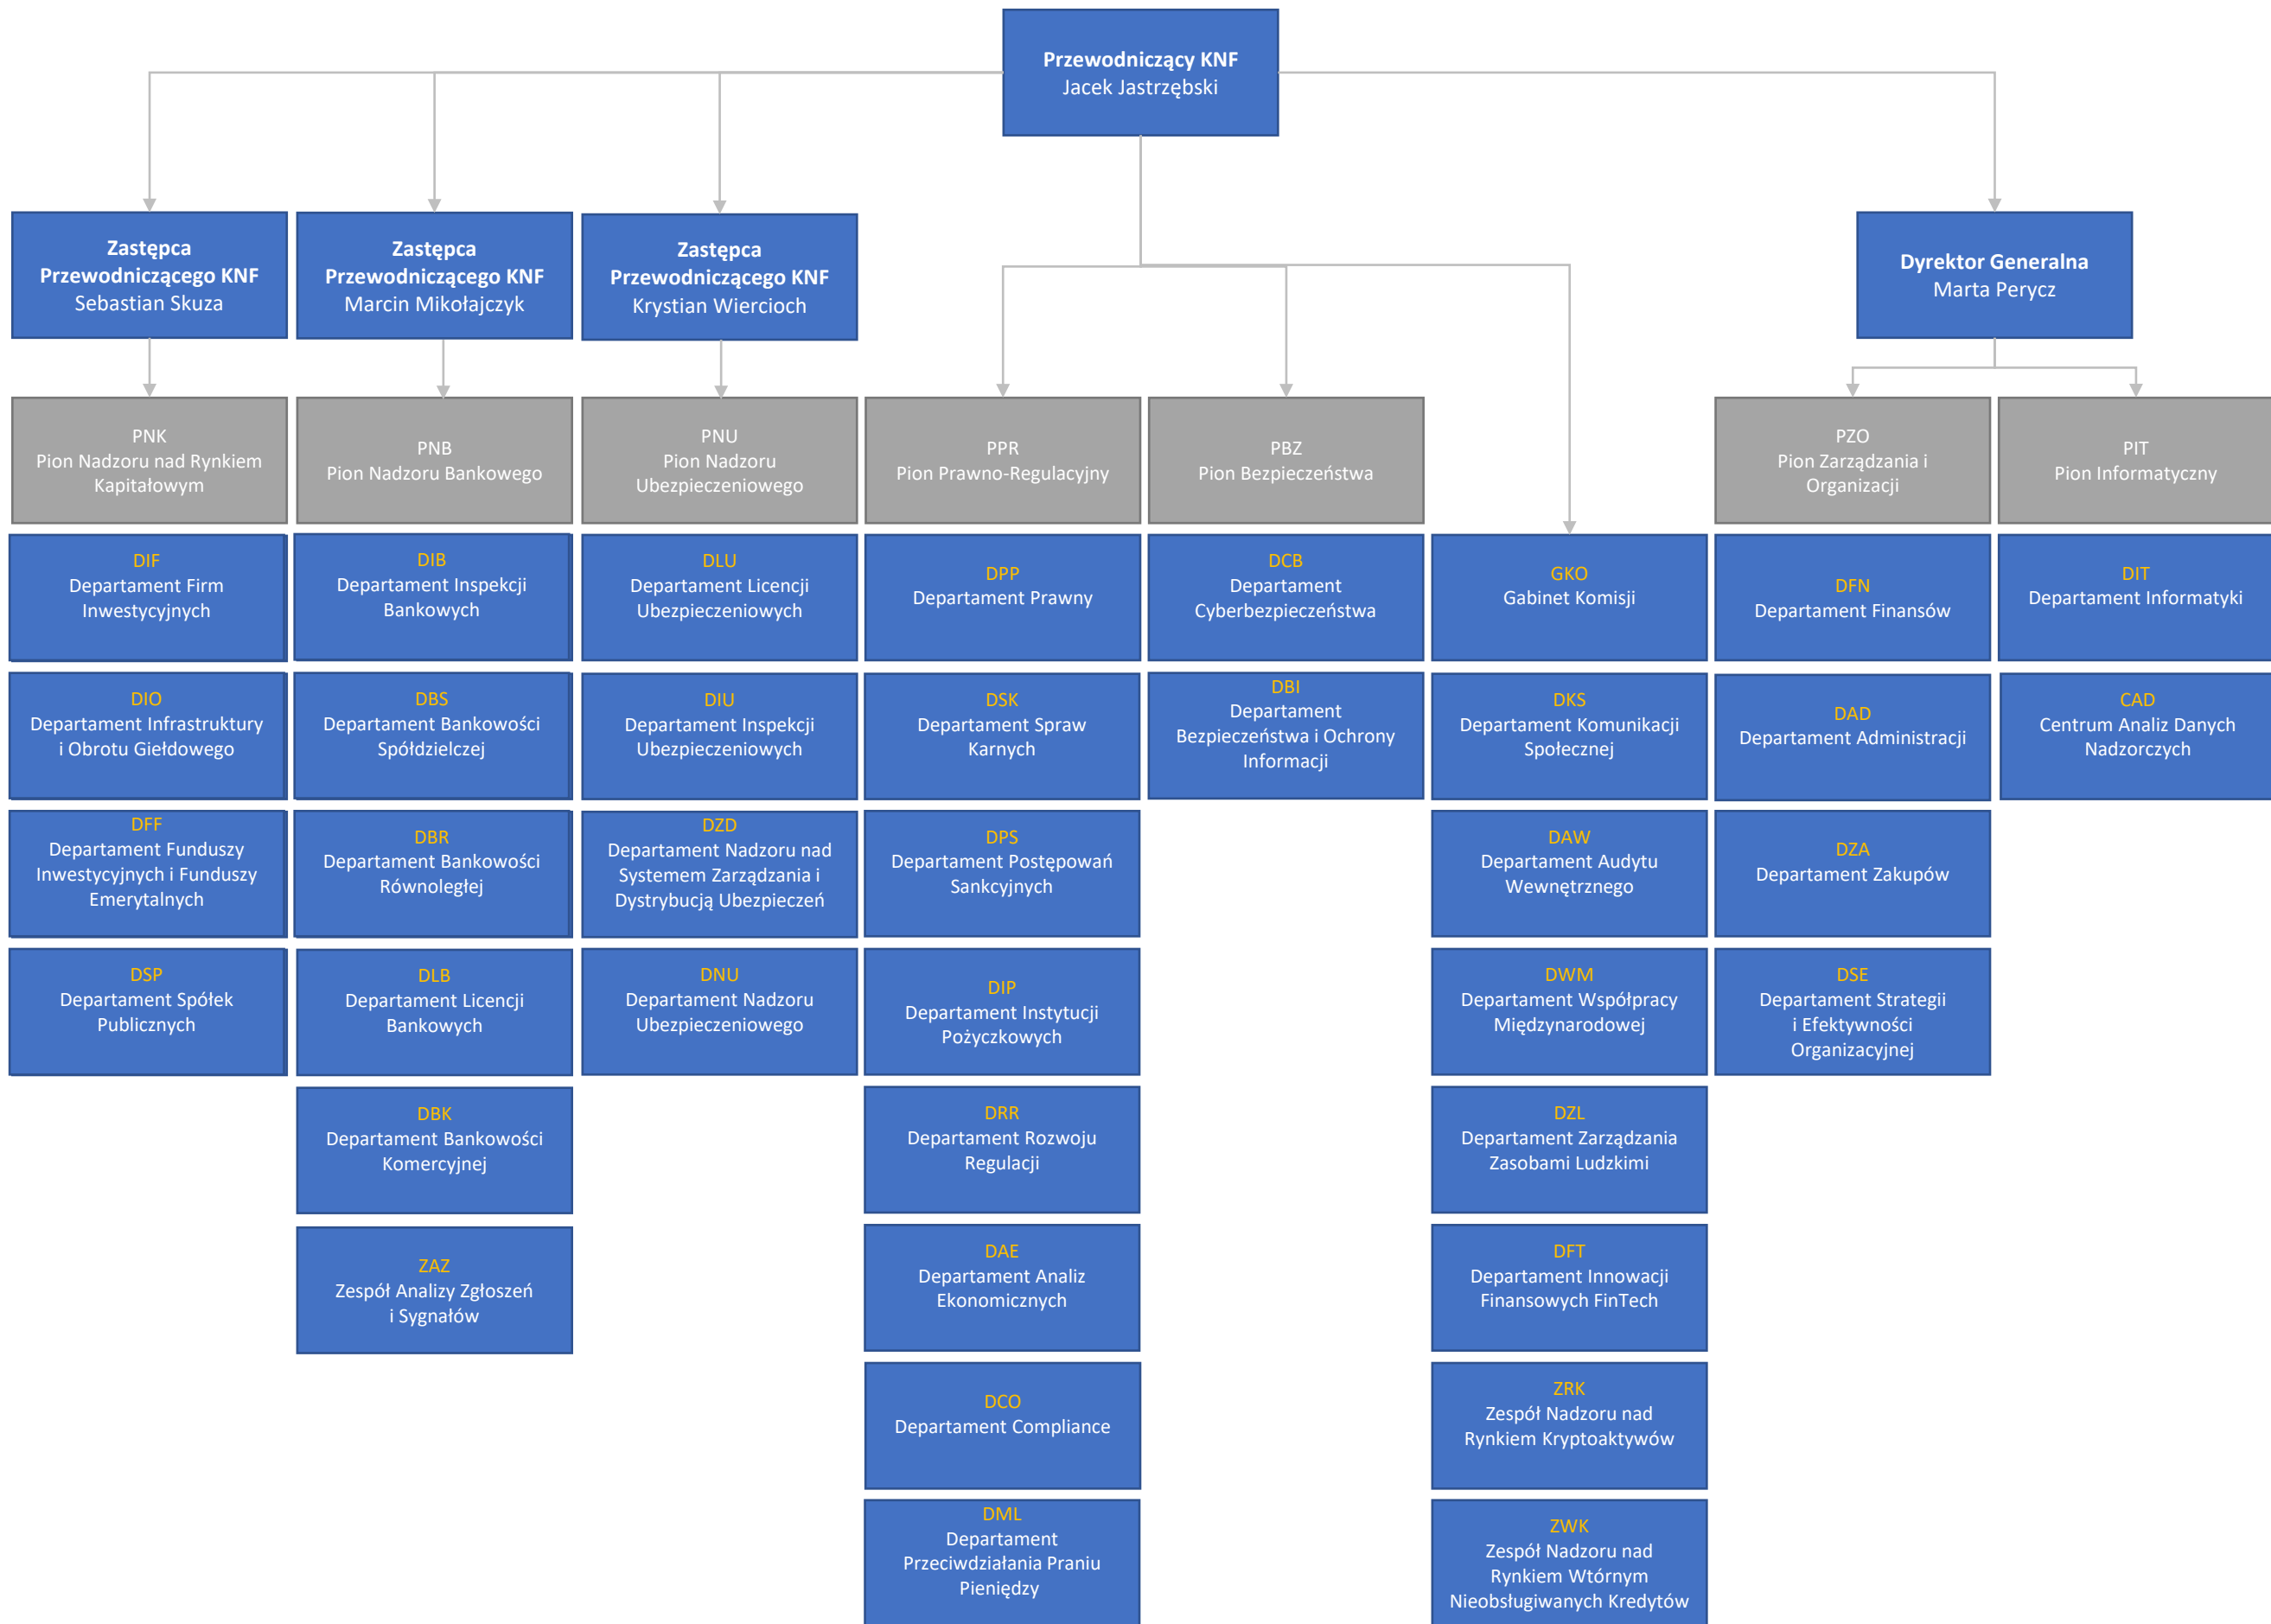 Przewodniczący KNF
Jacek Jastrzębski
Zastępca
Przewodniczącego KNF
Sebastian Skuza
Zastępca
Przewodniczącego KNF
Marcin Mikołajczyk
Zastępca
Przewodniczącego KNF
Krystian Wiercioch
Dyrektor Generalna
Marta Perycz
PNK
Pion Nadzoru nad Rynkiem
Kapitałowym
PNB
Pion Nadzoru Bankowego
PNU
Pion Nadzoru
Ubezpieczeniowego
PPR
Pion Prawno-Regulacyjny
PBZ
Pion Bezpieczeństwa
PZO
Pion Zarządzania i
Organizacji
PIT
Pion Informatyczny
DIF
Departament Firm
Inwestycyjnych
DIB
Departament Inspekcji
Bankowych
DLU
Departament Licencji
Ubezpieczeniowych
DPP
Departament Prawny
DCB
Departament
Cyberbezpieczeństwa
GKO
Gabinet Komisji
DFN
Departament Finansów
DIT
Departament Informatyki
DIO
Departament Infrastruktury
i Obrotu Giełdowego
DBS
Departament Bankowości
Spółdzielczej
DIU
Departament Inspekcji
Ubezpieczeniowych
DSK
Departament Spraw
Karnych
DBI
Departament
Bezpieczeństwa i Ochrony
Informacji
DKS
Departament Komunikacji
Społecznej
DAD
Departament Administracji
CAD
Centrum Analiz Danych
Nadzorczych
DFF
Departament Funduszy
Inwestycyjnych i Funduszy
Emerytalnych
DBR
Departament Bankowości
Równoległej
DZD
Departament Nadzoru nad
Systemem Zarządzania i
Dystrybucją Ubezpieczeń
DPS
Departament Postępowań
Sankcyjnych
DAW
Departament Audytu
Wewnętrznego
DZA
Departament Zakupów
DSP
Departament Spółek
Publicznych
DLB
Departament Licencji
Bankowych
DNU
Departament Nadzoru
Ubezpieczeniowego
DIP
Departament Instytucji
Pożyczkowych
DWM
Departament Współpracy
Międzynarodowej
DSE
Departament Strategii
i Efektywności
Organizacyjnej
DBK
Departament Bankowości
Komercyjnej
DRR
Departament Rozwoju
Regulacji
DZL
Departament Zarządzania
Zasobami Ludzkimi
ZAZ
Zespół Analizy Zgłoszeń
i Sygnałów
DAE
Departament Analiz
Ekonomicznych
DFT
Departament Innowacji
Finansowych FinTech
DCO
Departament Compliance
ZRK
Zespół Nadzoru nad
Rynkiem Kryptoaktywów
DML
Departament
Przeciwdziałania Praniu
Pieniędzy
ZWK
Zespół Nadzoru nad
Rynkiem Wtórnym
Nieobsługiwanych Kredytów